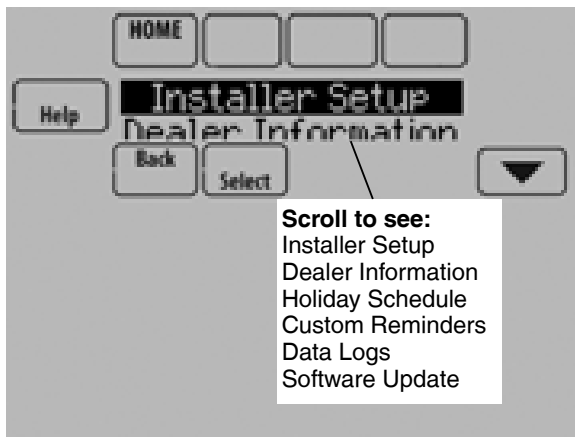 HOME
Help
Installer Setup
Dealer Information
Back
Select
Scroll to see:
Installer Setup
Dealer Information
Holiday Schedule
Custom Reminders
Data Logs
Software Update